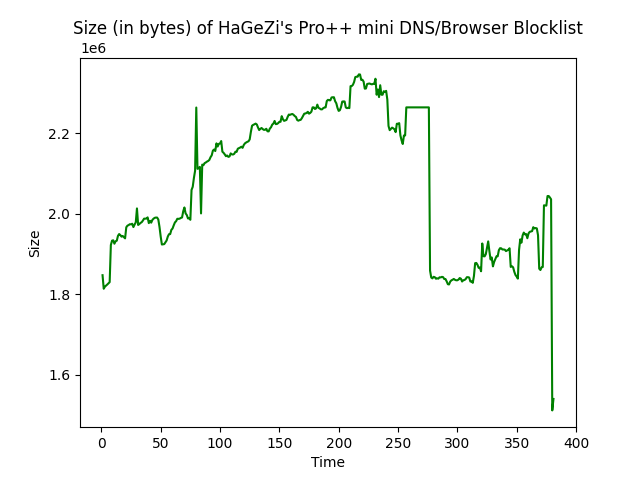 Size (in bytes) of HaGeZi's Pro++ mini DNS/Browser Blocklist
1e6
2.2
2.0
1.8
1.6
Size
0 50 100 150 200 250 300 350 400
Time